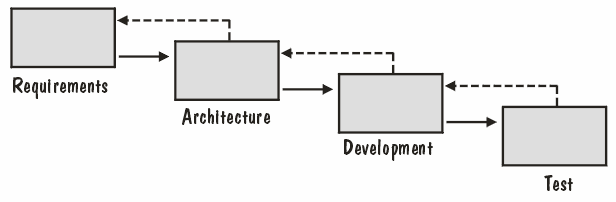 Requirements
Architecture
Development
Test